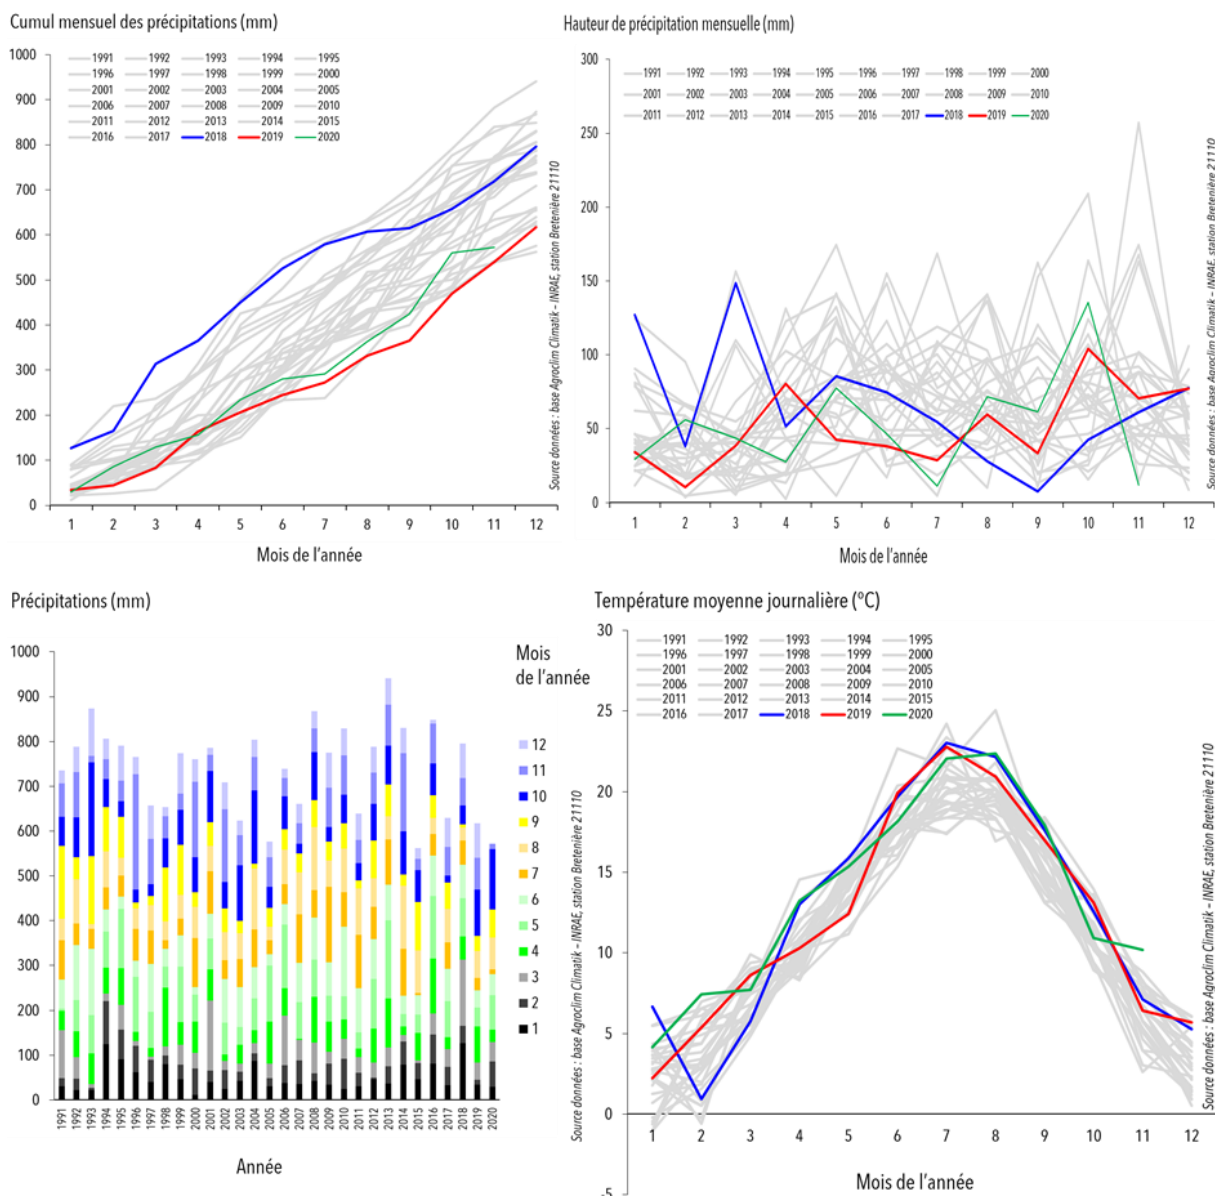 Cumul mensuel des précipitations (mm)
1000
900
800
700
600
500
400
300
200
100
0
1991 1992 1993 1994 1995
1996 1997 1998 1999 2000
2001 2002 2003 2004 2005
2006 2007 2008 2009 2010
2011 2012 2013 2014 2015
2016 2017 2018 2019 2020
1 2 3 4 5 6 7 8 9 10 11 12
Mois de l'année
Source données : base Agroclim Climatik – INRAE, station Bretenière 21110
Hauteur de précipitation mensuelle (mm)
300
250
200
150
100
50
0
1991 1992 1993 1994 1995 1996 1997 1998 1999 2000
2001 2002 2003 2004 2005 2006 2007 2008 2009 2010
2011 2012 2013 2014 2015 2016 2017 2018 2019 2020
1 2 3 4 5 6 7 8 9 10 11 12
Mois de l'année
Source données : base Agroclim Climatik – INRAE, station Bretenière 21110
Précipitations (mm)
1000
900
800
700
600
500
400
300
200
100
0
1991 1992 1993 1994 1995 1996 1997 1998 1999 2000 2001 2002 2003 2004 2005 2006 2007 2008 2009 2010 2011 2012 2013 2014 2015 2016 2017 2018 2019 2020
Année
Mois
de l'année
12
11
10
9
8
7
6
5
4
3
2
1
Source données : base Agroclim Climatik – INRAE, station Bretenière 21110
Température moyenne journalière (°C)
30
25
20
15
10
5
0
-5
1991 1992 1993 1994 1995
1996 1997 1998 1999 2000
2001 2002 2003 2004 2005
2006 2007 2008 2009 2010
2011 2012 2013 2014 2015
2016 2017 2018 2019 2020
1 2 3 4 5 6 7 8 9 10 11 12
Mois de l'année
Source données : base Agroclim Climatik – INRAE, station Bretenière 21110